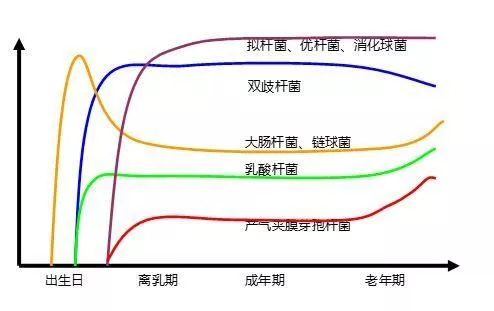 拟杆菌、优杆菌、消化球菌
双歧杆菌
大肠杆菌、链球菌
乳酸杆菌
产气荚膜芽孢杆菌
出生日 离乳期 成年期 老年期